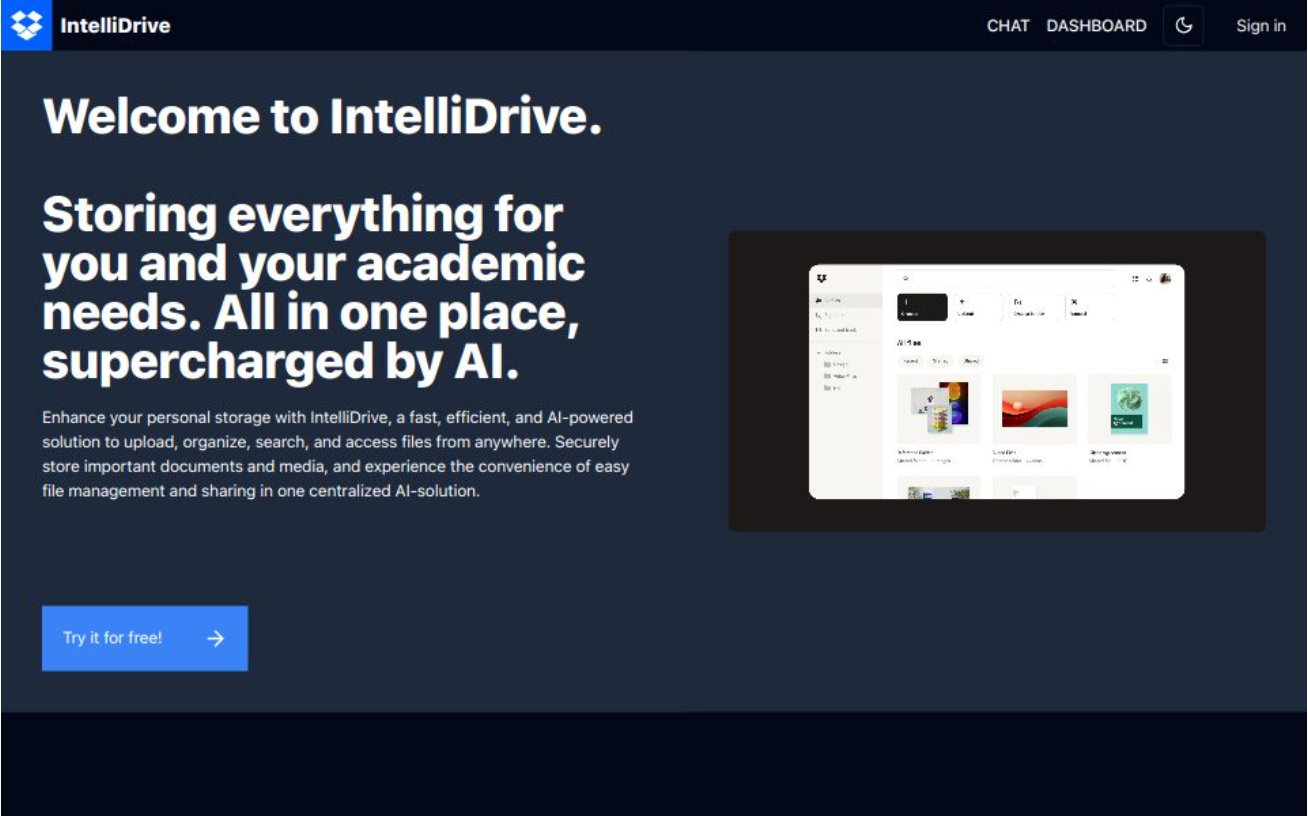 IntelliDrive
CHAT DASHBOARD
Sign in
Welcome to IntelliDrive.
Storing everything for
you and your academic
needs. All in one place,
supercharged by AI.
Enhance your personal storage with IntelliDrive, a fast, efficient, and AI-powered
solution to upload, organize, search, and access files from anywhere. Securely
store important documents and media, and experience the convenience of easy
file management and sharing in one centralized AI-solution.
All files
Try it for free!